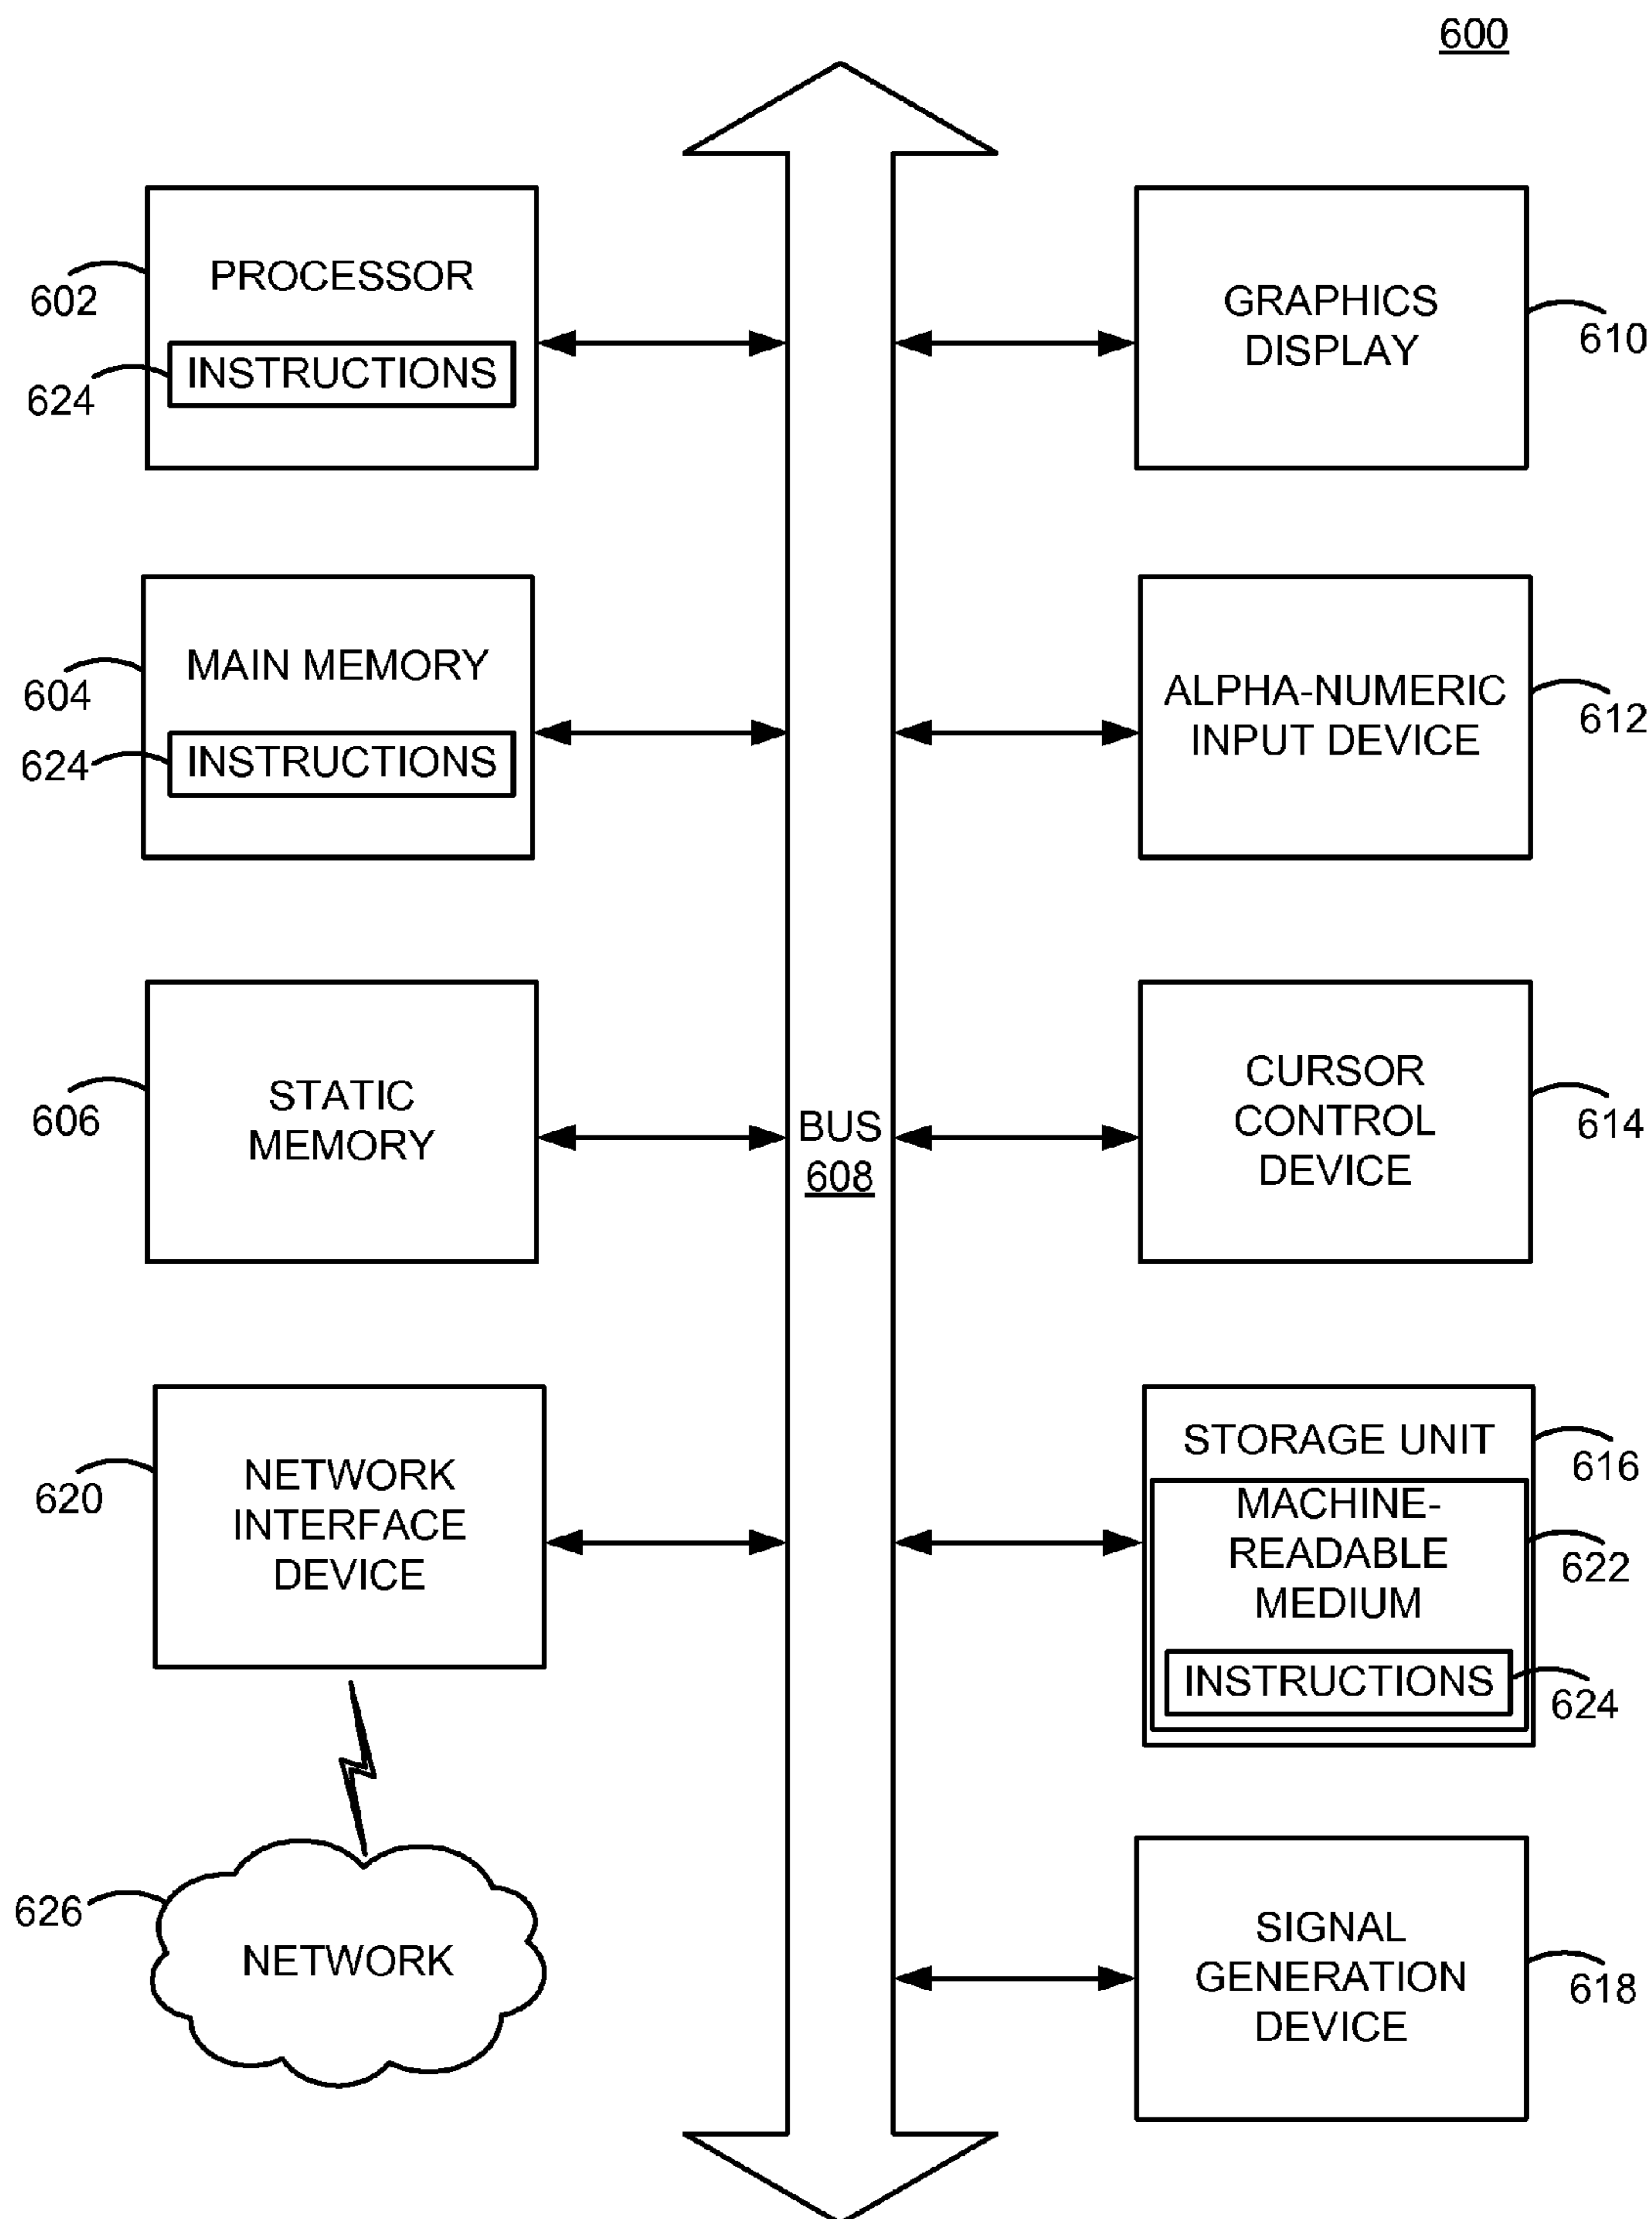 600
PROCESSOR
602
INSTRUCTIONS
624
MAIN MEMORY
604
INSTRUCTIONS
624
STATIC
MEMORY
606
NETWORK
INTERFACE
DEVICE
620
626
NETWORK
BUS
608
GRAPHICS
DISPLAY
610
ALPHA-NUMERIC
INPUT DEVICE
612
CURSOR
CONTROL
DEVICE
614
STORAGE UNIT
616
MACHINE-
READABLE
MEDIUM
622
INSTRUCTIONS
624
SIGNAL
GENERATION
DEVICE
618